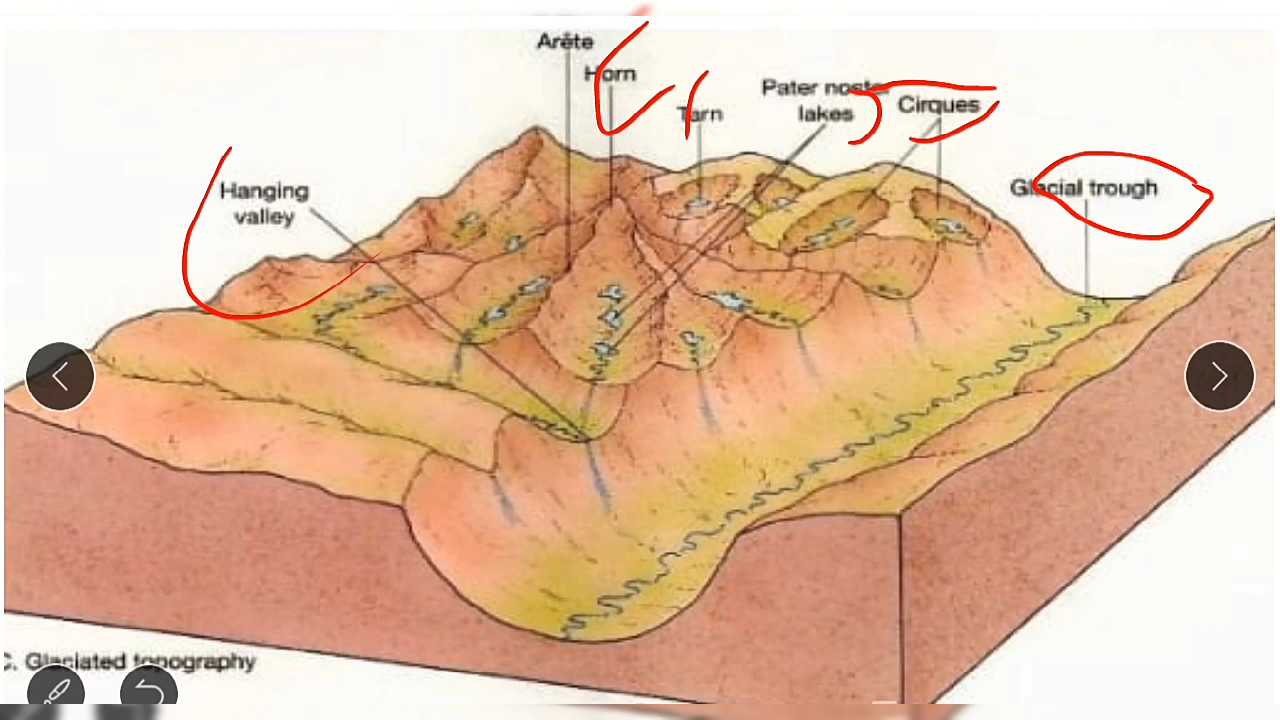 Arête
Horn
Tarn
Pater noster
lakes
Cirques
Hanging
valley
Glacial trough
C. Glaciated topography